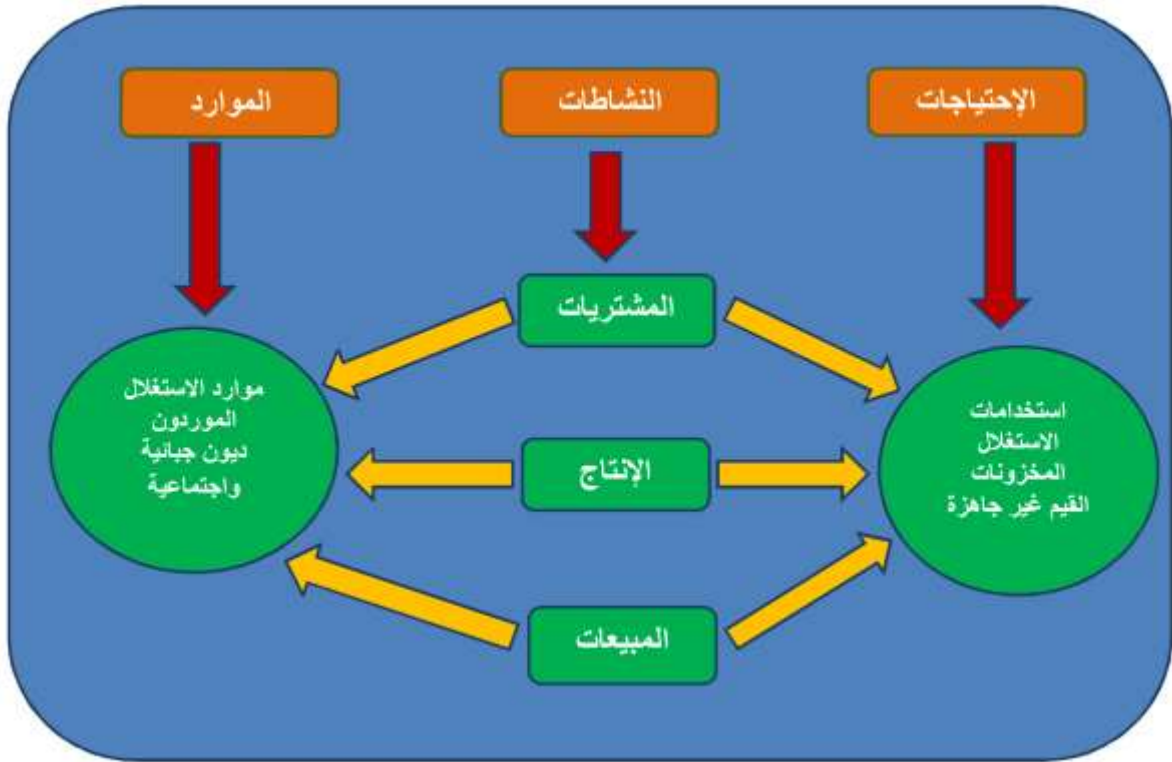 الإحتياجات
النشاطات
الموارد
المشتريات
الإنتاج
المبيعات
استخدامات
الاستغلال
المخزونات
القيم غير جاهزة
موارد الاستغلال
الموردون
ديون جبائية
واجتماعية